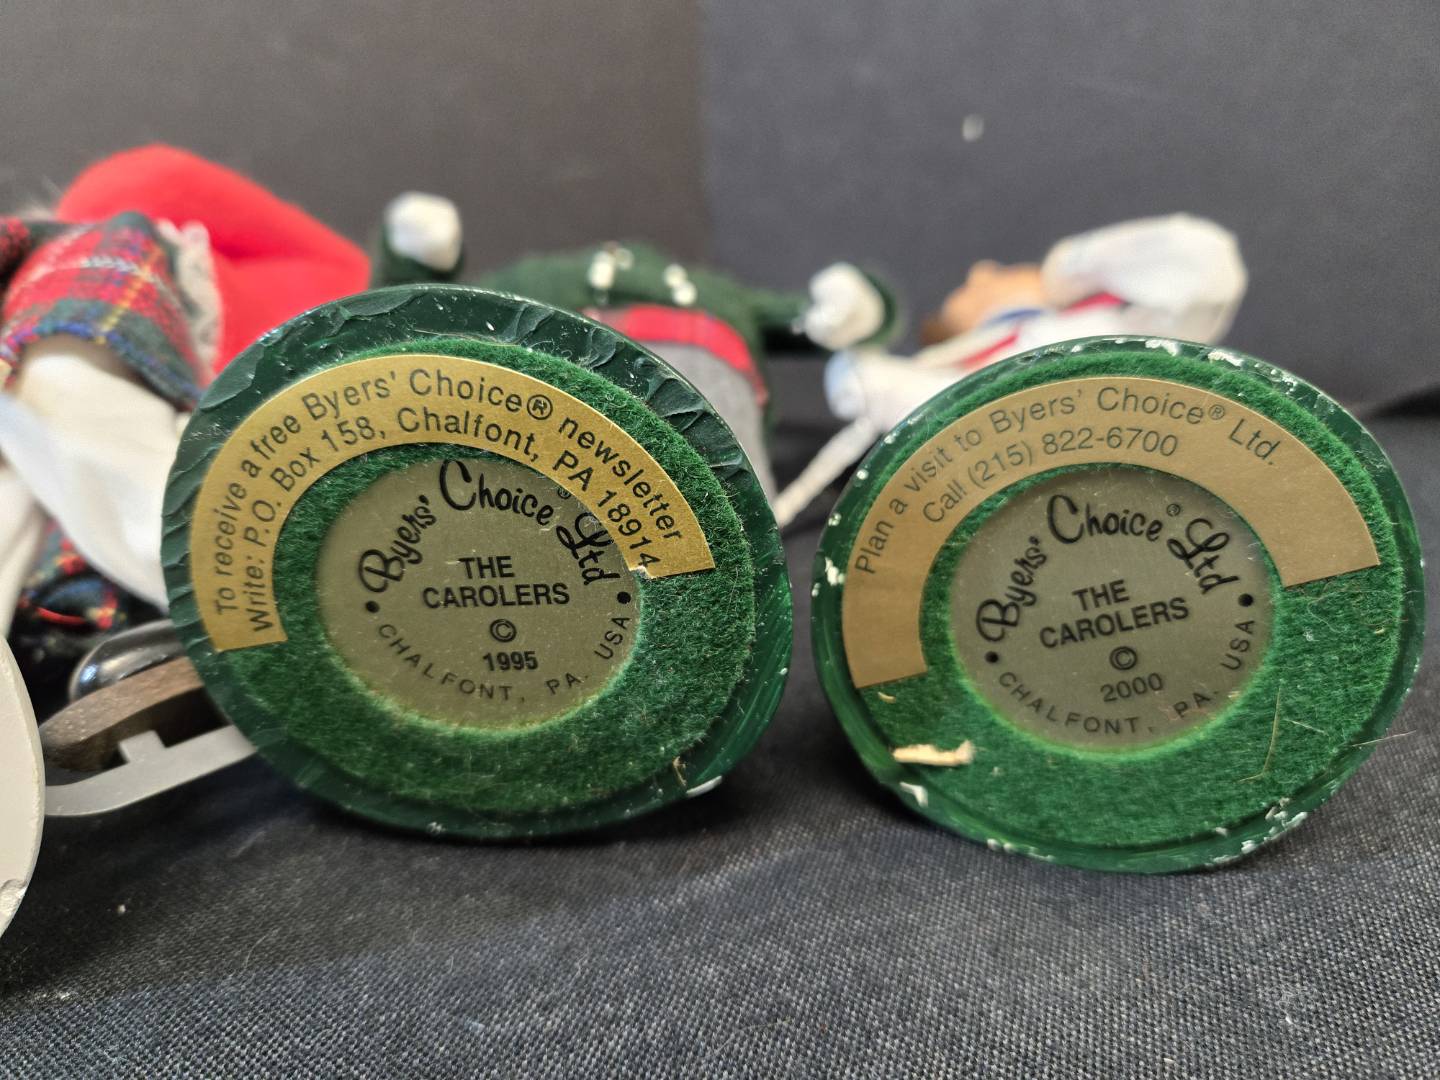 To receive a free Byers' Choice® newsletter
Write: P.O. Box 158, Chalfont, PA 18914
Byers' Choice® Ltd
THE
CAROLERS
©
1995
• CHALFONT, PA. USA •
Plan a visit to Byers' Choice® Ltd.
Call (215) 822-6700
Byers' Choice® Ltd
THE
CAROLERS
©
2000
• CHALFONT, PA. USA •